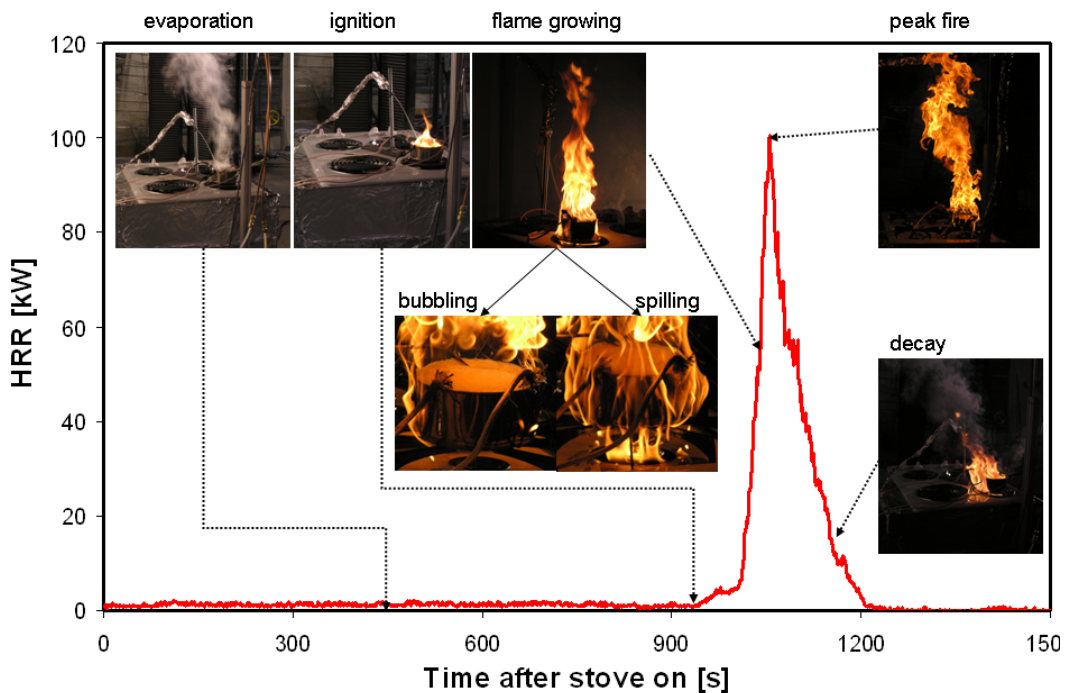 evaporation ignition flame growing peak fire
120
100
80
60
40
20
0
HRR [kW]
bubbling spilling
decay
0 300 600 900 1200 150
Time after stove on [s]